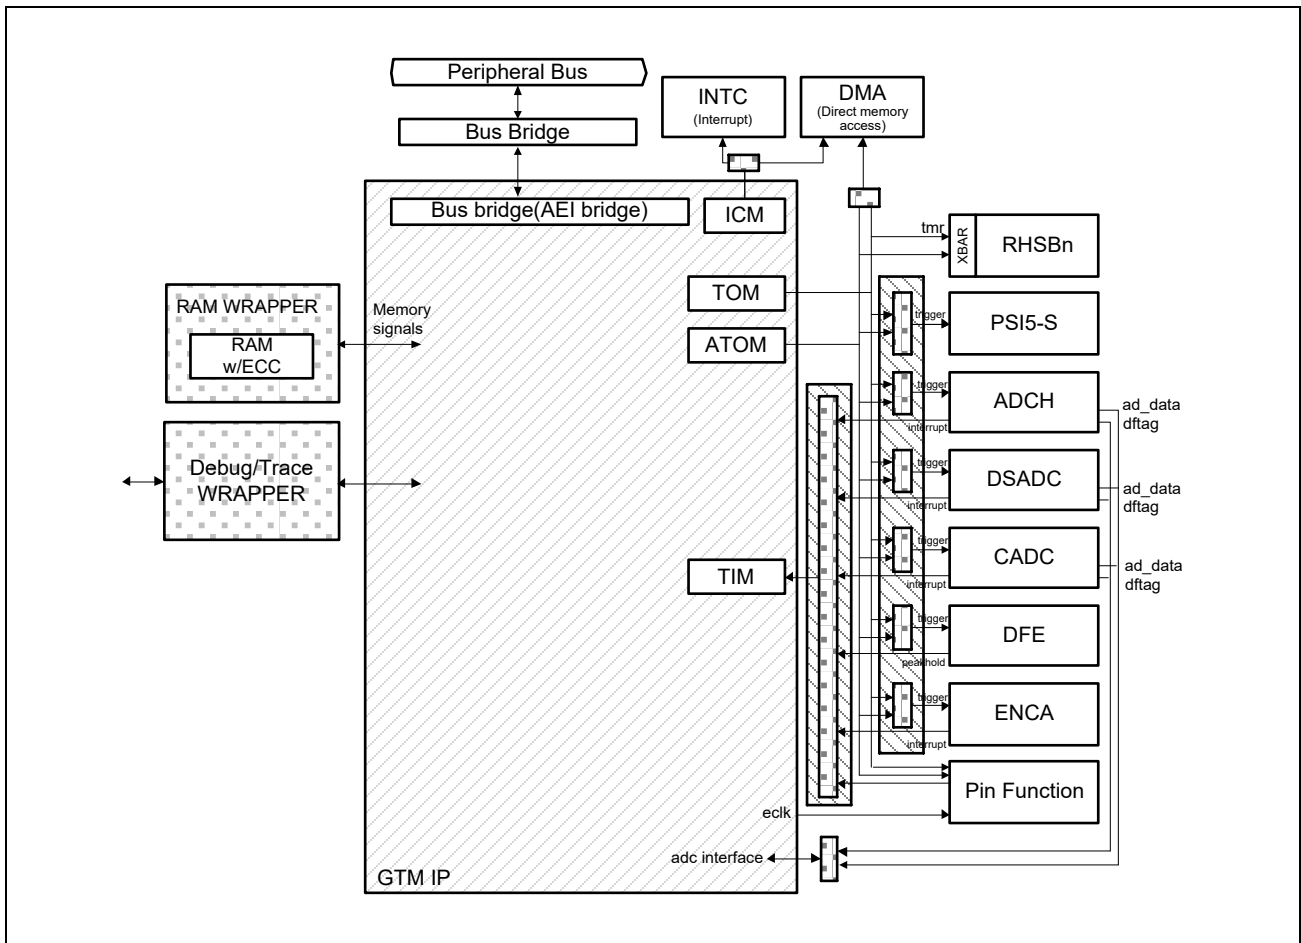 Peripheral Bus
Bus Bridge
INTC
(Interrupt)
DMA
(Direct memory
access)
Bus bridge(AEI bridge)
ICM
tmr
XBAR
RHSBn
RAM WRAPPER
RAM
w/ECC
Memory
signals
TOM
ATOM
trigger
PSI5-S
trigger
ADCH
interrupt
ad_data
dftag
Debug/Trace
WRAPPER
trigger
DSADC
interrupt
ad_data
dftag
TIM
trigger
CADC
interrupt
ad_data
dftag
trigger
DFE
peakhold
trigger
ENCA
interrupt
Pin Function
eclk
adc interface
GTM IP